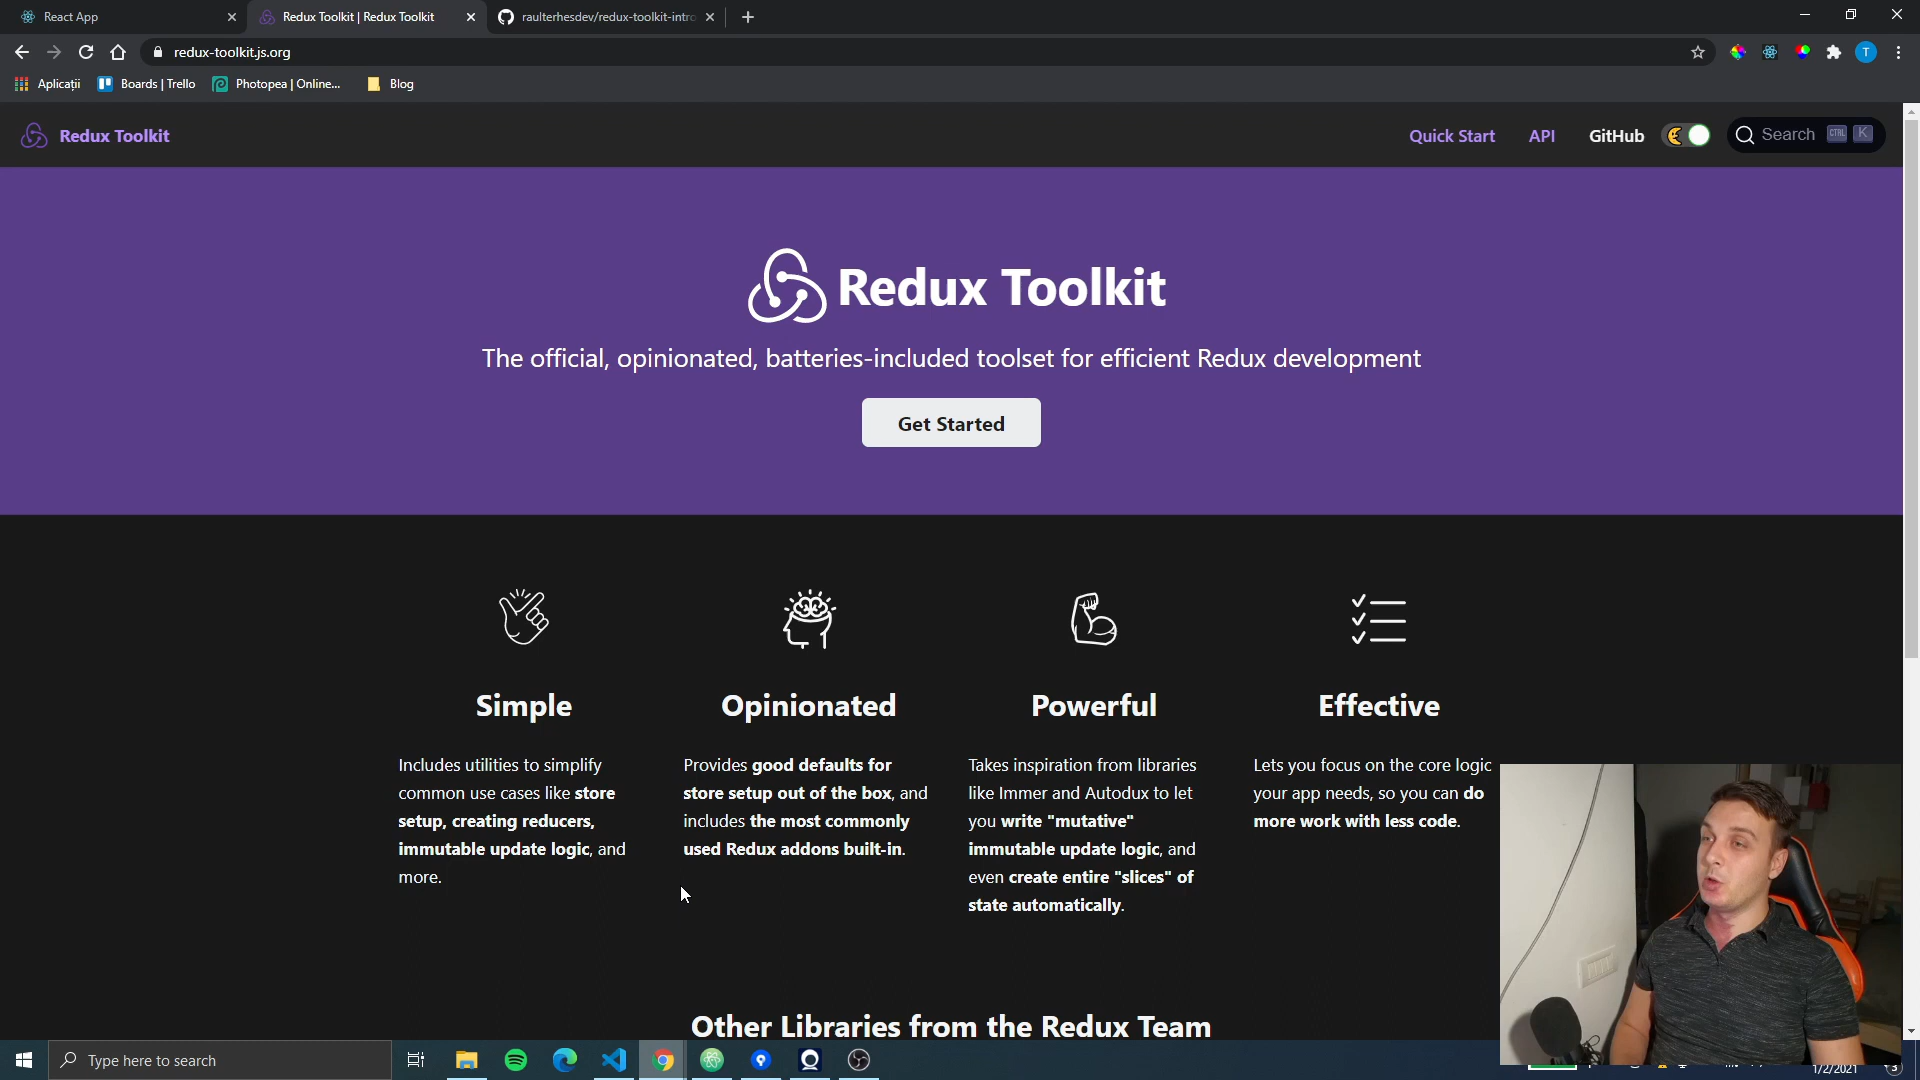 React App
Redux Toolkit | Redux Toolkit
raulterhesdev/redux-toolkit-intro
redux-toolkit.js.org
T
Aplicații
Boards | Trello
Photopea | Online...
Blog
Redux Toolkit
Quick Start
API
GitHub
Search
CTRL
K
Redux Toolkit
The official, opinionated, batteries-included toolset for efficient Redux development
Get Started
Simple
Opinionated
Powerful
Effective
Includes utilities to simplify
common use cases like store
setup, creating reducers,
immutable update logic, and
more.
Provides good defaults for
store setup out of the box, and
includes the most commonly
used Redux addons built-in.
Takes inspiration from libraries
like Immer and Autodux to let
you write "mutative"
immutable update logic, and
even create entire "slices" of
state automatically.
Lets you focus on the core logic
your app needs, so you can do
more work with less code.
Other Libraries from the Redux Team
Type here to search
1/2/2021
3